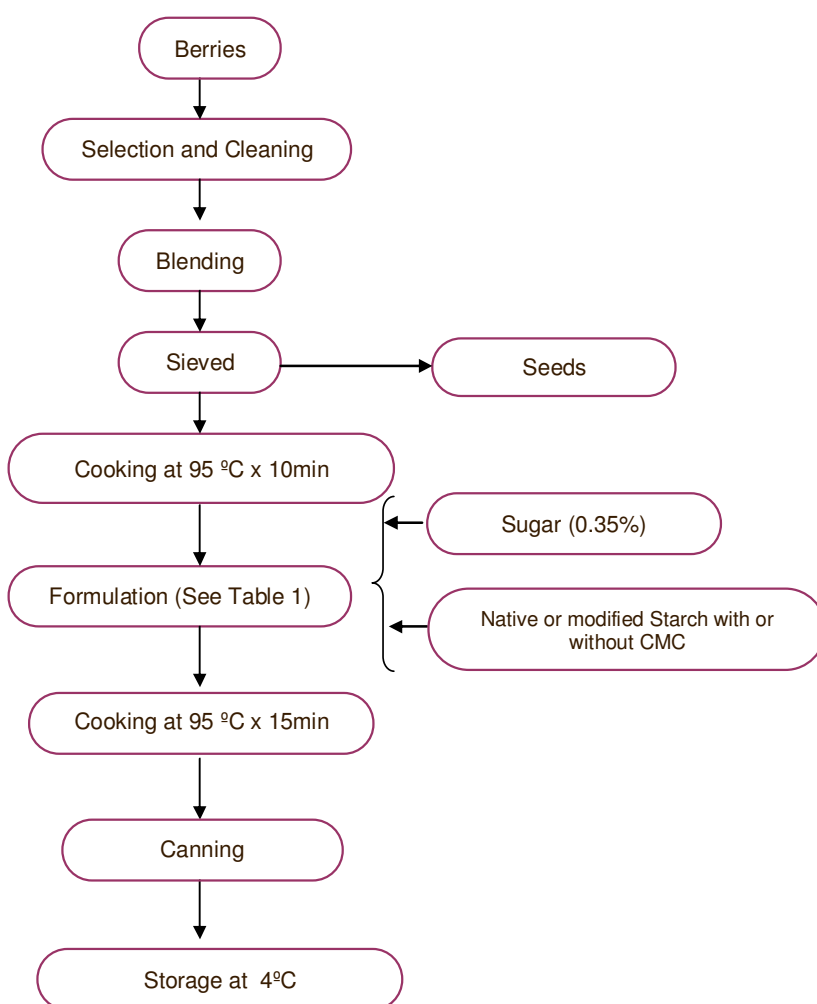 Berries
Selection and Cleaning
Blending
Sieved
Seeds
Cooking at 95 ºC x 10min
Sugar (0.35%)
Formulation (See Table 1)
Native or modified Starch with or
without CMC
Cooking at 95 ºC x 15min
Canning
Storage at 4ºC